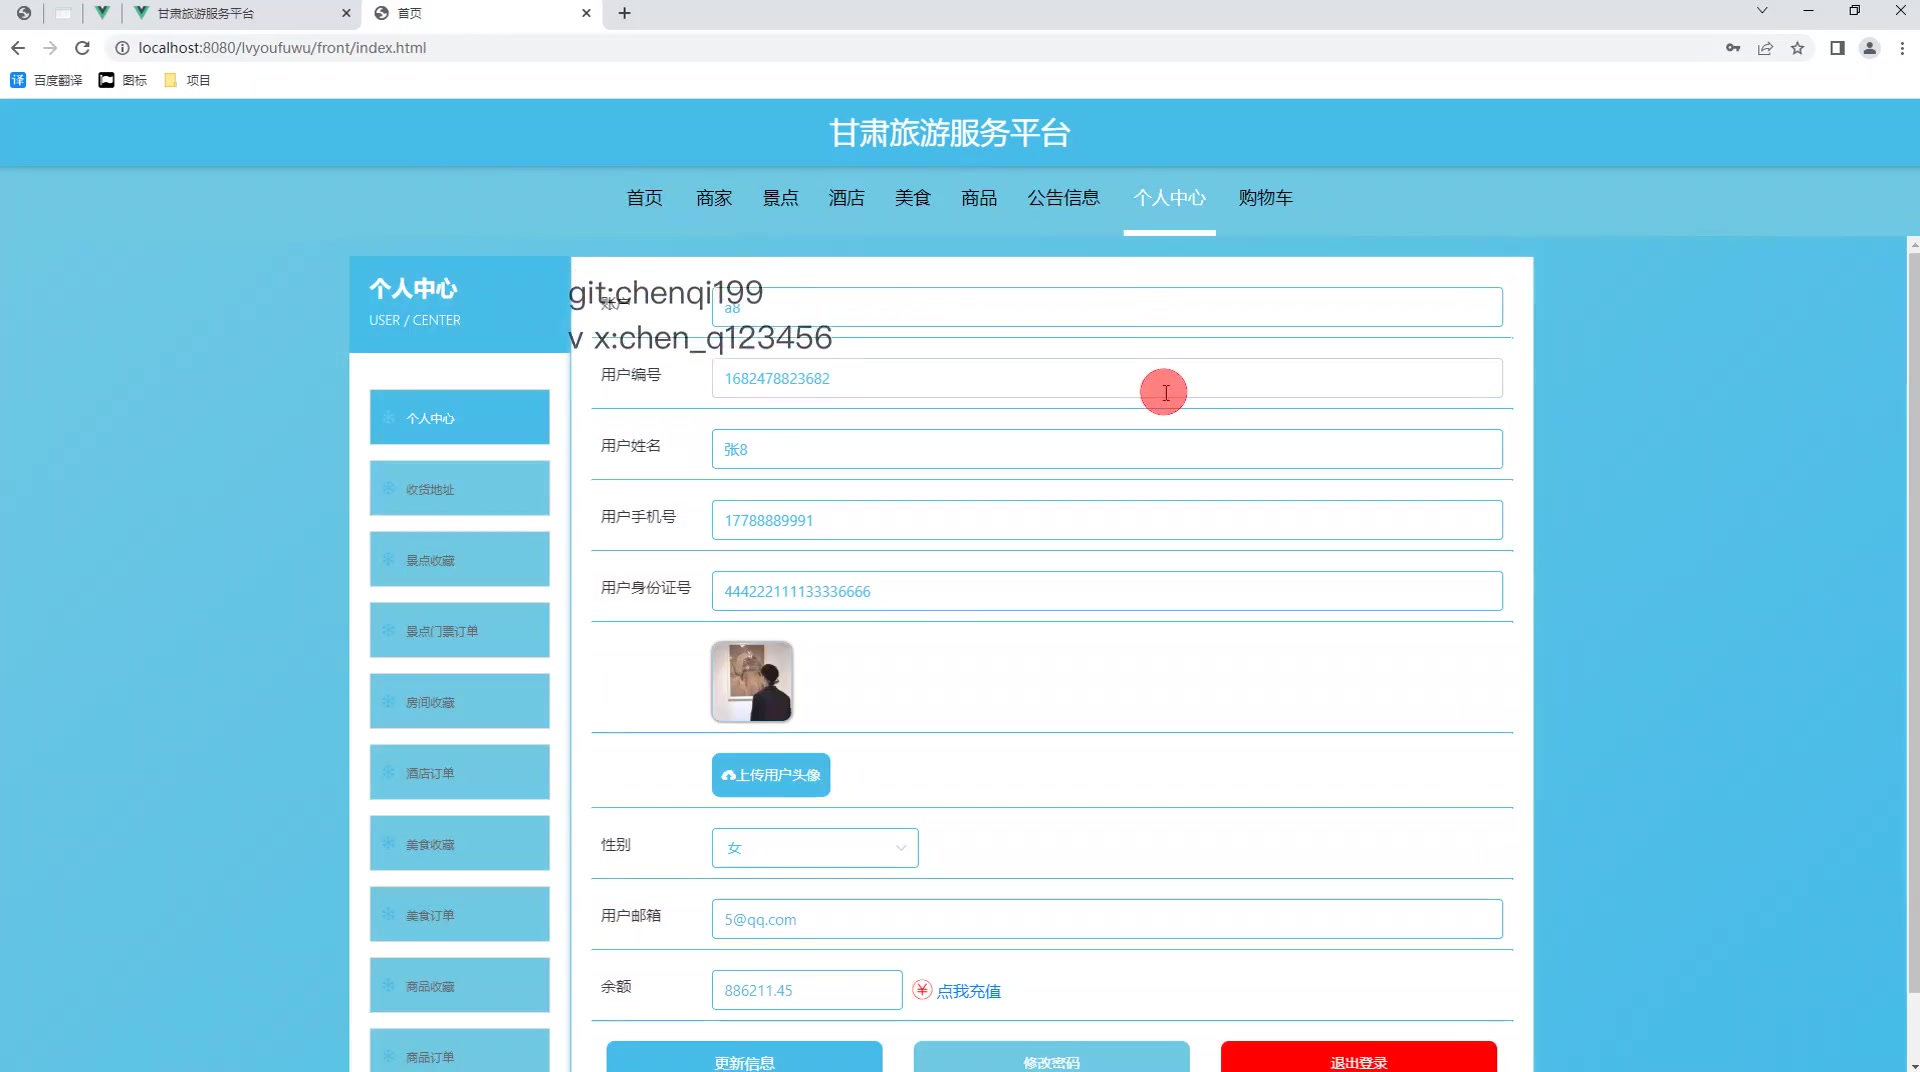 甘肃旅游服务平台
首页
localhost:8080/lvyoufuwu/front/index.html
百度翻译 图标 项目
甘肃旅游服务平台
首页 商家 景点 酒店 美食 商品 公告信息 个人中心 购物车
个人中心
USER / CENTER
个人中心
收货地址
景点收藏
景点门票订单
房间收藏
酒店订单
美食收藏
美食订单
商品收藏
商品订单
git:chenqi199
v x:chen_q123456
账户 a8
用户编号 1682478823682
用户姓名 张8
用户手机号 17788889991
用户身份证号 444222111133336666
上传用户头像
性别 女
用户邮箱 5@qq.com
余额 886211.45 点我充值
更新信息 修改密码 退出登录